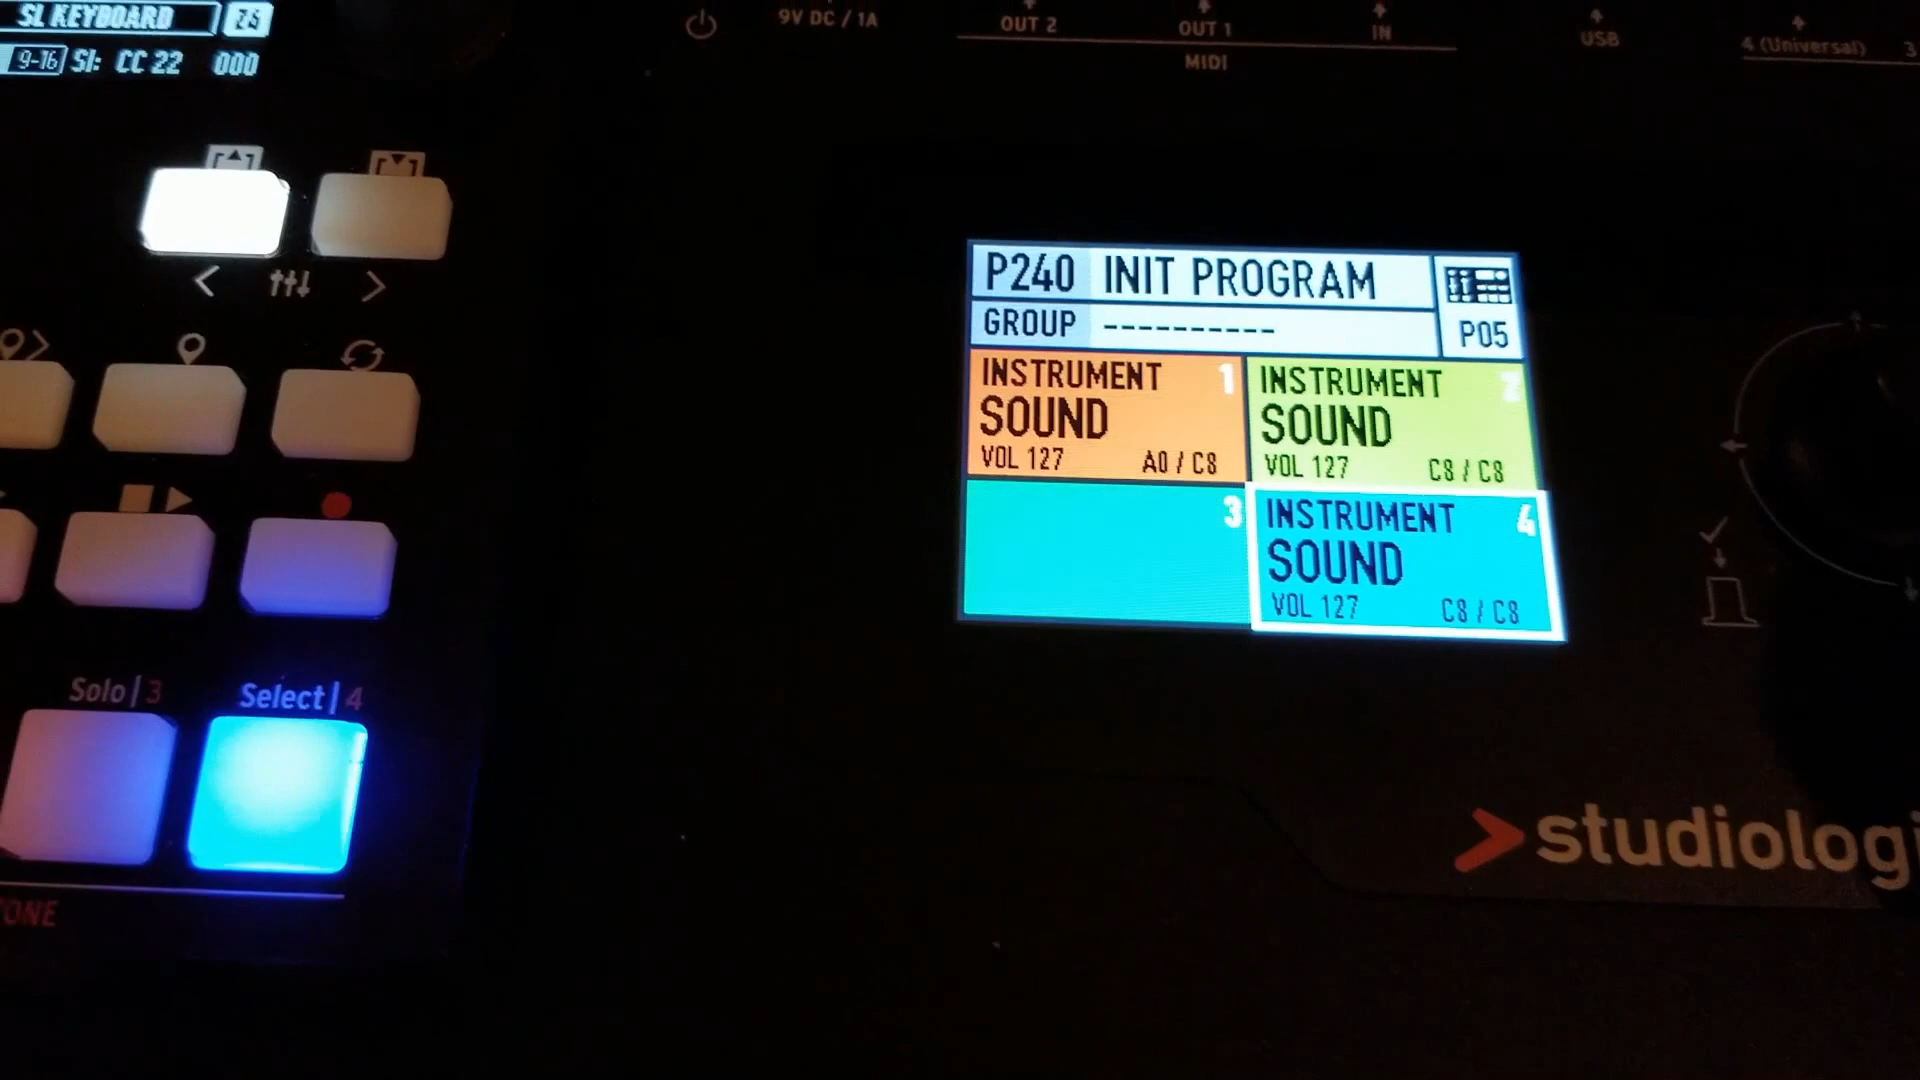 SL KEYBOARD
9-16 SI: CC 22 000
9V DC / 1A
OUT 2
OUT 1
IN
MIDI
USB
4 (Universal)
3
P240 INIT PROGRAM
GROUP ----------
P05
INSTRUMENT 1
SOUND
VOL 127 A0 / C8
INSTRUMENT 2
SOUND
VOL 127 C8 / C8
3
INSTRUMENT 4
SOUND
VOL 127 C8 / C8
Solo|3
Select|4
ONE
studiologi